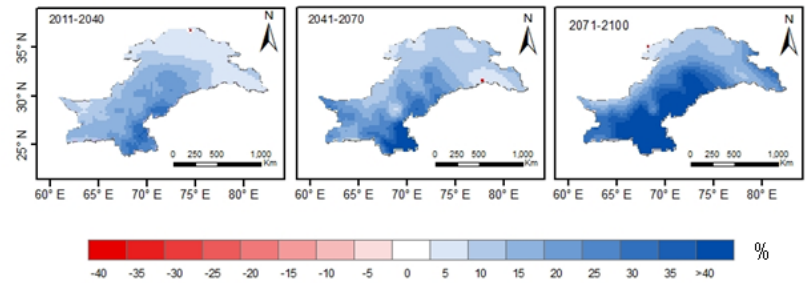 2011-2040
N
2041-2070
N
2071-2100
N
35° N
30° N
25° N
0 250 500 1,000
Km
0 250 500 1,000
Km
0 250 500 1,000
Km
60° E 65° E 70° E 75° E 80° E
60° E 65° E 70° E 75° E 80° E
60° E 65° E 70° E 75° E 80° E
%
-40 -35 -30 -25 -20 -15 -10 -5 0 5 10 15 20 25 30 35 >40